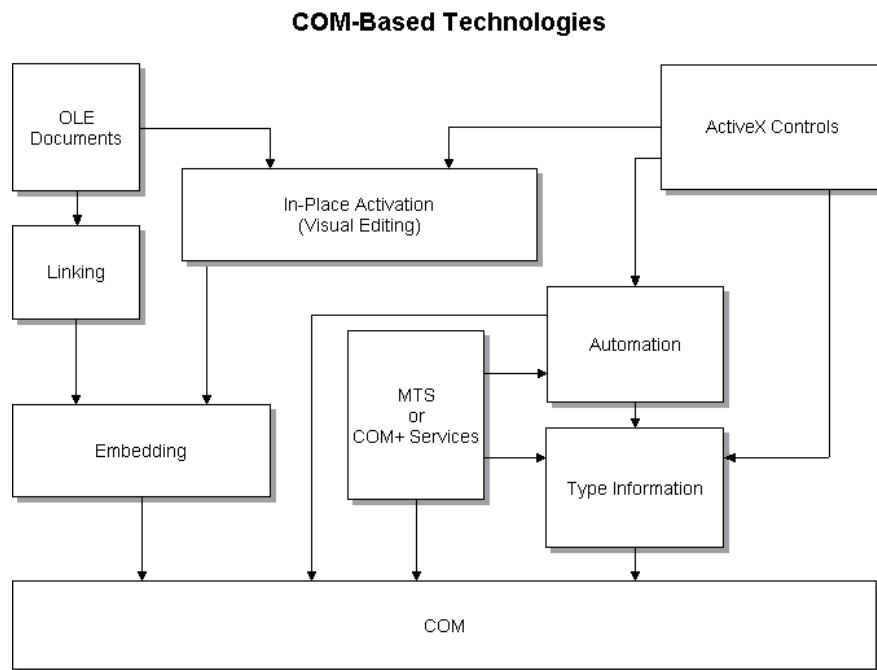 COM-Based Technologies
OLE
Documents
ActiveX Controls
In-Place Activation
(Visual Editing)
Linking
Automation
MTS
or
COM+ Services
Embedding
Type Information
COM